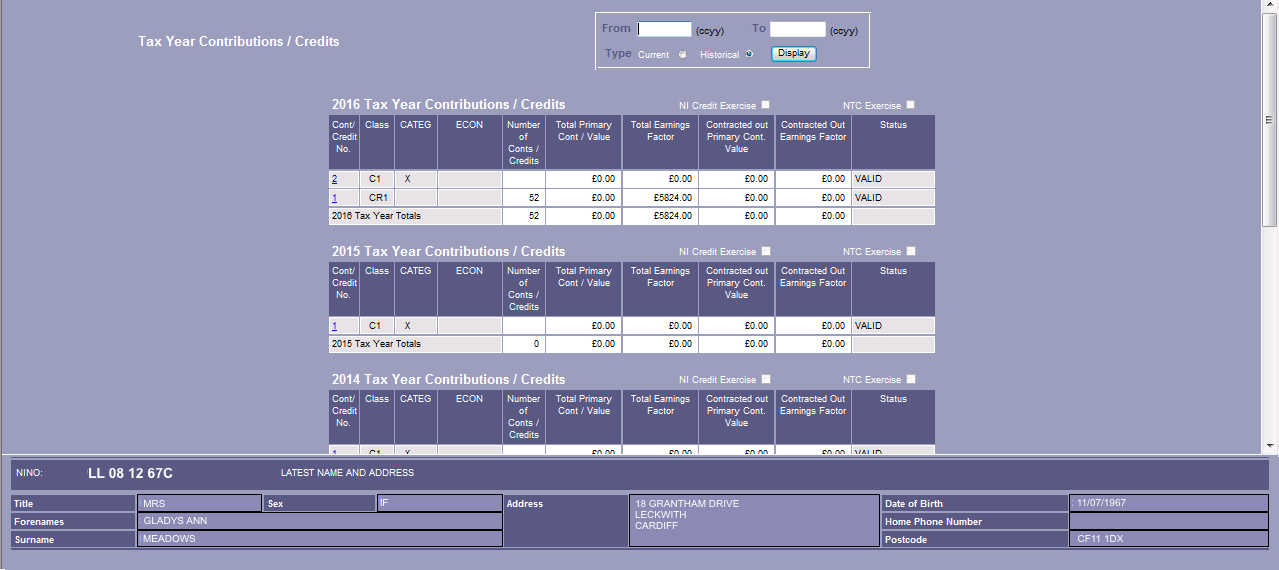 Tax Year Contributions / Credits
From (ccyy) To (ccyy)
Type Current Historical Display
2016 Tax Year Contributions / Credits NI Credit Exercise NTC Exercise
Cont/ Credit No. Class CATEG ECON Number of Conts / Credits Total Primary Cont / Value Total Earnings Factor Contracted out Primary Cont. Value Contracted Out Earnings Factor Status
2 C1 X £0.00 £0.00 £0.00 £0.00 VALID
1 CR1 52 £0.00 £5824.00 £0.00 £0.00 VALID
2016 Tax Year Totals 52 £0.00 £5824.00 £0.00 £0.00
2015 Tax Year Contributions / Credits NI Credit Exercise NTC Exercise
Cont/ Credit No. Class CATEG ECON Number of Conts / Credits Total Primary Cont / Value Total Earnings Factor Contracted out Primary Cont. Value Contracted Out Earnings Factor Status
1 C1 X £0.00 £0.00 £0.00 £0.00 VALID
2015 Tax Year Totals 0 £0.00 £0.00 £0.00 £0.00
2014 Tax Year Contributions / Credits NI Credit Exercise NTC Exercise
Cont/ Credit No. Class CATEG ECON Number of Conts / Credits Total Primary Cont / Value Total Earnings Factor Contracted out Primary Cont. Value Contracted Out Earnings Factor Status
1 C1 X £0.00 £0.00 £0.00 £0.00 VALID
NINO: LL 08 12 67C LATEST NAME AND ADDRESS
Title MRS Sex F Address 18 GRANTHAM DRIVE Date of Birth 11/07/1967
LECKWITH
Forenames GLADYS ANN CARDIFF Home Phone Number
Surname MEADOWS Postcode CF11 1DX